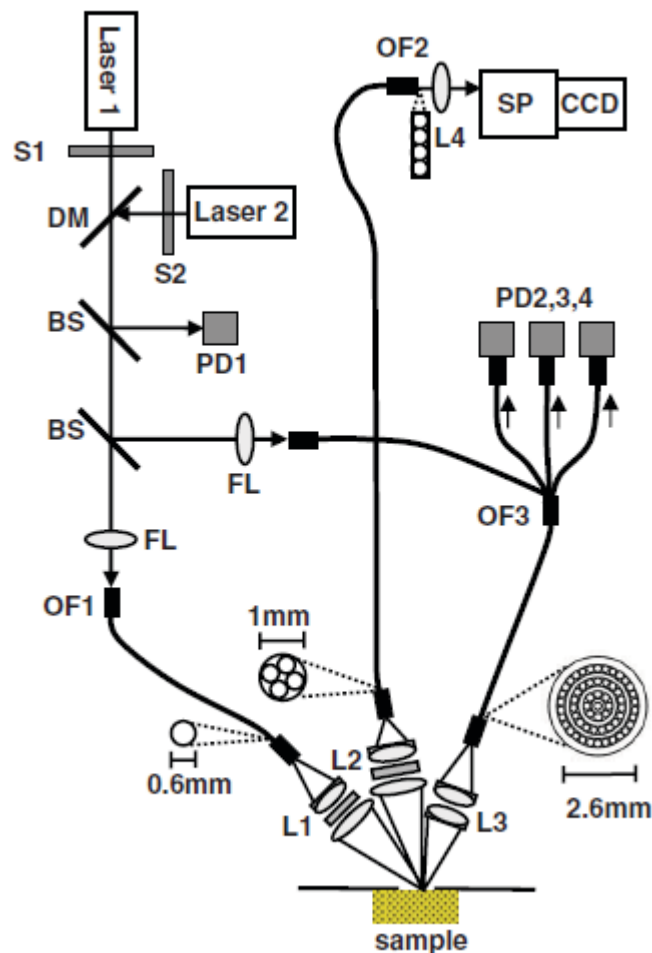 Laser 1
OF2
SP
CCD
L4
S1
DM
Laser 2
S2
BS
PD1
PD2,3,4
BS
FL
FL
OF3
OF1
1mm
0.6mm
L2
L1
L3
2.6mm
sample